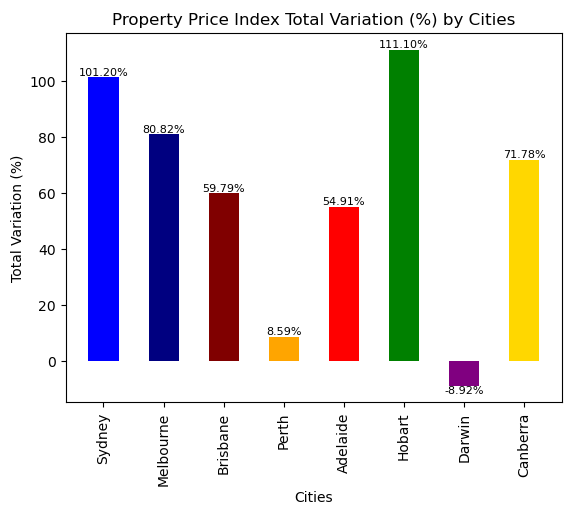 Property Price Index Total Variation (%) by Cities
111.10%
101.20%
80.82%
71.78%
59.79%
54.91%
8.59%
-8.92%
100
80
60
40
20
0
Total Variation (%)
Sydney
Melbourne
Brisbane
Perth
Adelaide
Hobart
Darwin
Canberra
Cities